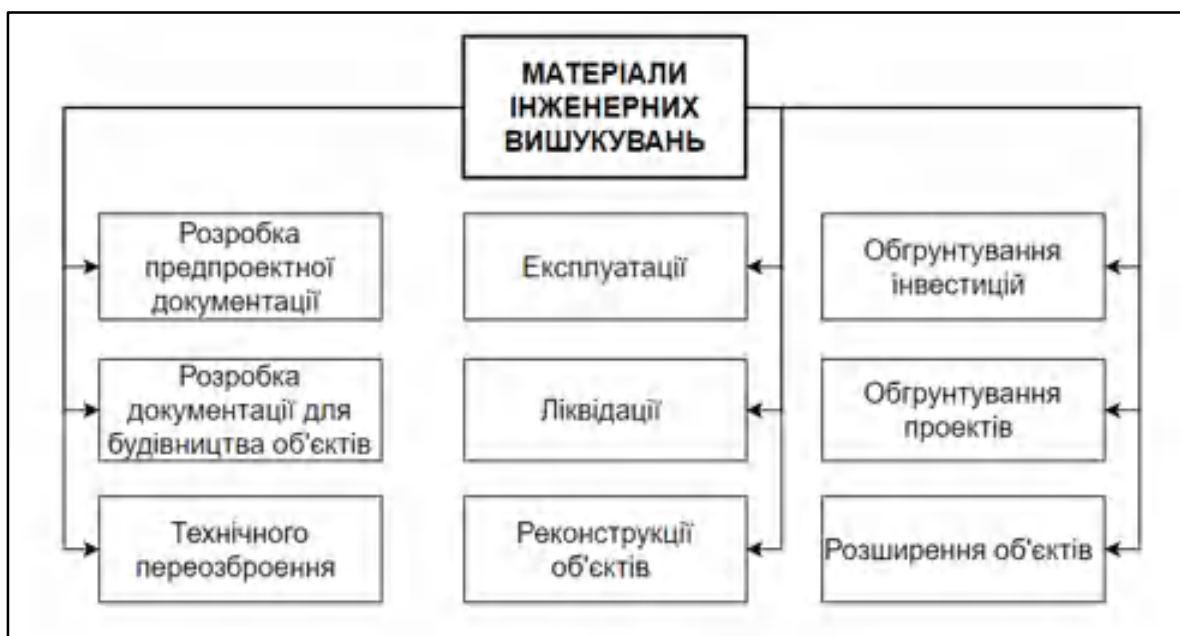 МАТЕРІАЛИ
ІНЖЕНЕРНИХ
ВИШУКУВАНЬ
Розробка
предпроектної
документації
Експлуатації
Обгрунтування
інвестицій
Розробка
документації для
будівництва об'єктів
Ліквідації
Обгрунтування
проектів
Технічного
переозброення
Реконструкції
об'єктів
Розширення об'єктів